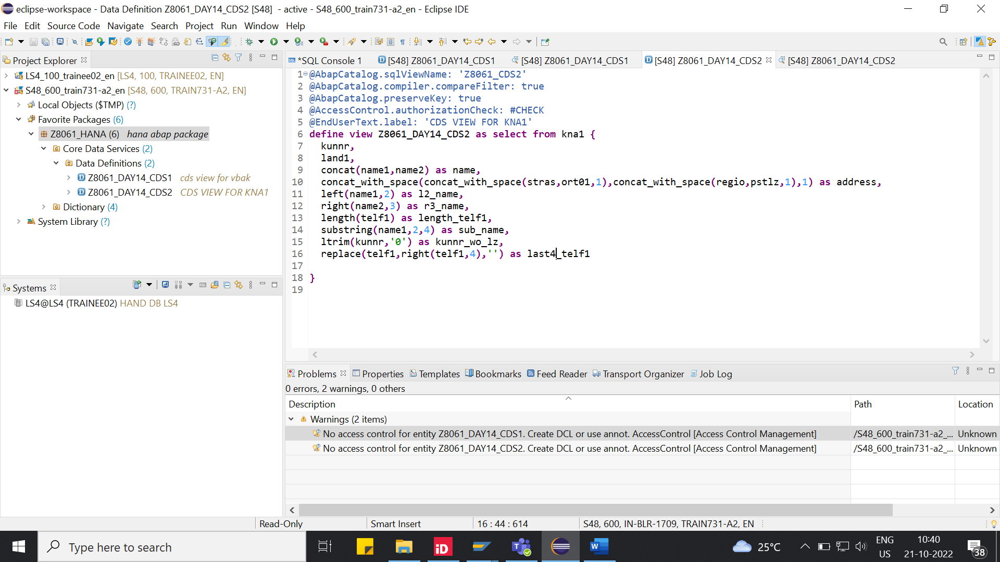 eclipse-workspace - Data Definition Z8061_DAY14_CDS2 [S48]  - active - S48_600_train731-a2_en - Eclipse IDE
File Edit Source Code Navigate Search Project Run Window Help
Project Explorer
LS4_100_trainee02_en [LS4, 100, TRAINEE02, EN]
S48_600_train731-a2_en [S48, 600, TRAIN731-A2, EN]
Local Objects ($TMP) (?)
Favorite Packages (6)
Z8061_HANA (6) hana abap package
Core Data Services (2)
Data Definitions (2)
Z8061_DAY14_CDS1 cds view for vbak
Z8061_DAY14_CDS2 CDS VIEW FOR KNA1
Dictionary (4)
System Library (?)
Systems
LS4@LS4 (TRAINEE02) HAND DB LS4
*SQL Console 1 [S48] Z8061_DAY14_CDS1 [S48] Z8061_DAY14_CDS1 [S48] Z8061_DAY14_CDS2 [S48] Z8061_DAY14_CDS2
1 @AbapCatalog.sqlViewName: 'Z8061_CDS2'
2 @AbapCatalog.compiler.compareFilter: true
3 @AbapCatalog.preserveKey: true
4 @AccessControl.authorizationCheck: #CHECK
5 @EndUserText.label: 'CDS VIEW FOR KNA1'
6 define view Z8061_DAY14_CDS2 as select from kna1 {
7 kunnr,
8 land1,
9 concat(name1,name2) as name,
10 concat_with_space(concat_with_space(stras,ort01,1),concat_with_space(regio,pstlz,1),1) as address,
11 left(name1,2) as l2_name,
12 right(name2,3) as r3_name,
13 length(telf1) as length_telf1,
14 substring(name1,2,4) as sub_name,
15 ltrim(kunnr,'0') as kunnr_wo_lz,
16 replace(telf1,right(telf1,4),'') as last4_telf1
17
18 }
19
Problems Properties Templates Bookmarks Feed Reader Transport Organizer Job Log
0 errors, 2 warnings, 0 others
Description Path Location
Warnings (2 items)
No access control for entity Z8061_DAY14_CDS1. Create DCL or use annot. AccessControl [Access Control Management] /S48_600_train731-a2_... Unknown
No access control for entity Z8061_DAY14_CDS2. Create DCL or use annot. AccessControl [Access Control Management] /S48_600_train731-a2_... Unknown
Read-Only Smart Insert 16 : 44 : 614 S48, 600, IN-BLR-1709, TRAIN731-A2, EN
Type here to search
iD
W
25°C
ENG
US
10:40
21-10-2022
38